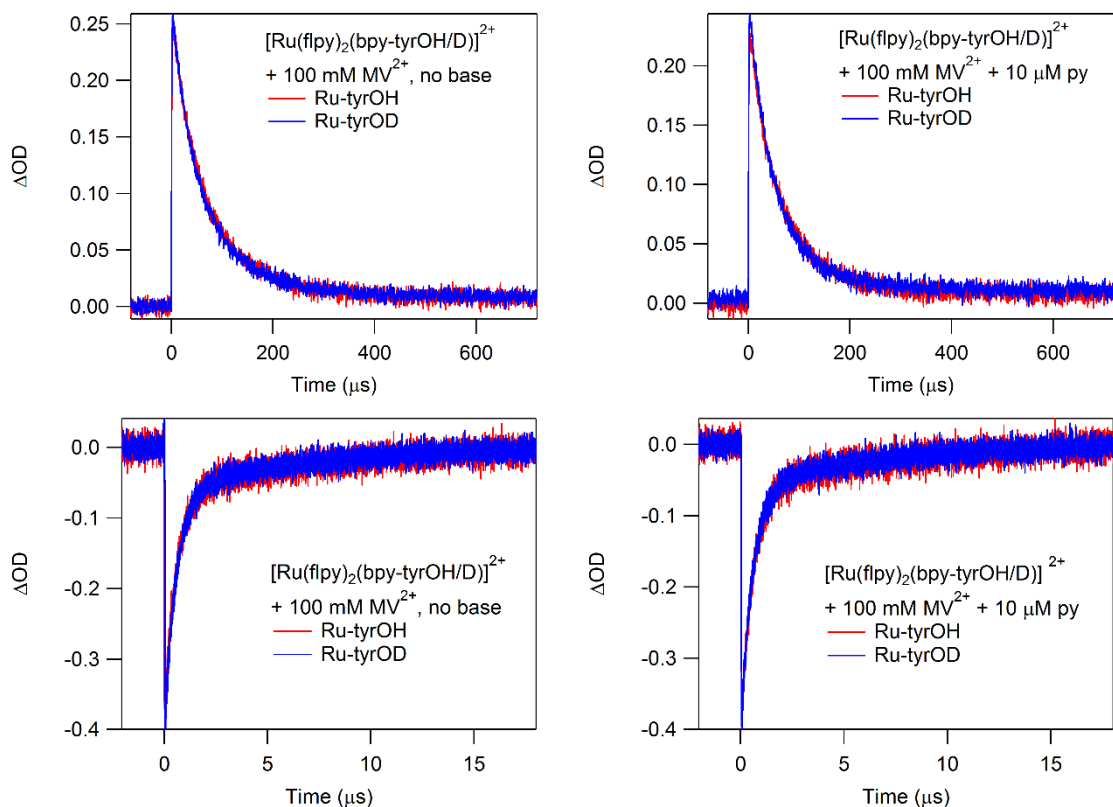 0.25
0.20
0.15
0.10
0.05
0.00
ΔOD
[Ru(flpy)₂(bpy-tyrOH/D)]²⁺
+ 100 mM MV²⁺, no base
Ru-tyrOH
Ru-tyrOD
0 200 400 600
Time (μs)
0.20
0.15
0.10
0.05
0.00
ΔOD
[Ru(flpy)₂(bpy-tyrOH/D)]²⁺
+ 100 mM MV²⁺ + 10 μM py
Ru-tyrOH
Ru-tyrOD
0 200 400 600
Time (μs)
0.0
-0.1
-0.2
-0.3
-0.4
ΔOD
[Ru(flpy)₂(bpy-tyrOH/D)]²⁺
+ 100 mM MV²⁺, no base
Ru-tyrOH
Ru-tyrOD
0 5 10 15
Time (μs)
0.0
-0.1
-0.2
-0.3
-0.4
ΔOD
[Ru(flpy)₂(bpy-tyrOH/D)] ²⁺
+ 100 mM MV²⁺ + 10 μM py
Ru-tyrOH
Ru-tyrOD
0 5 10 15
Time (μs)